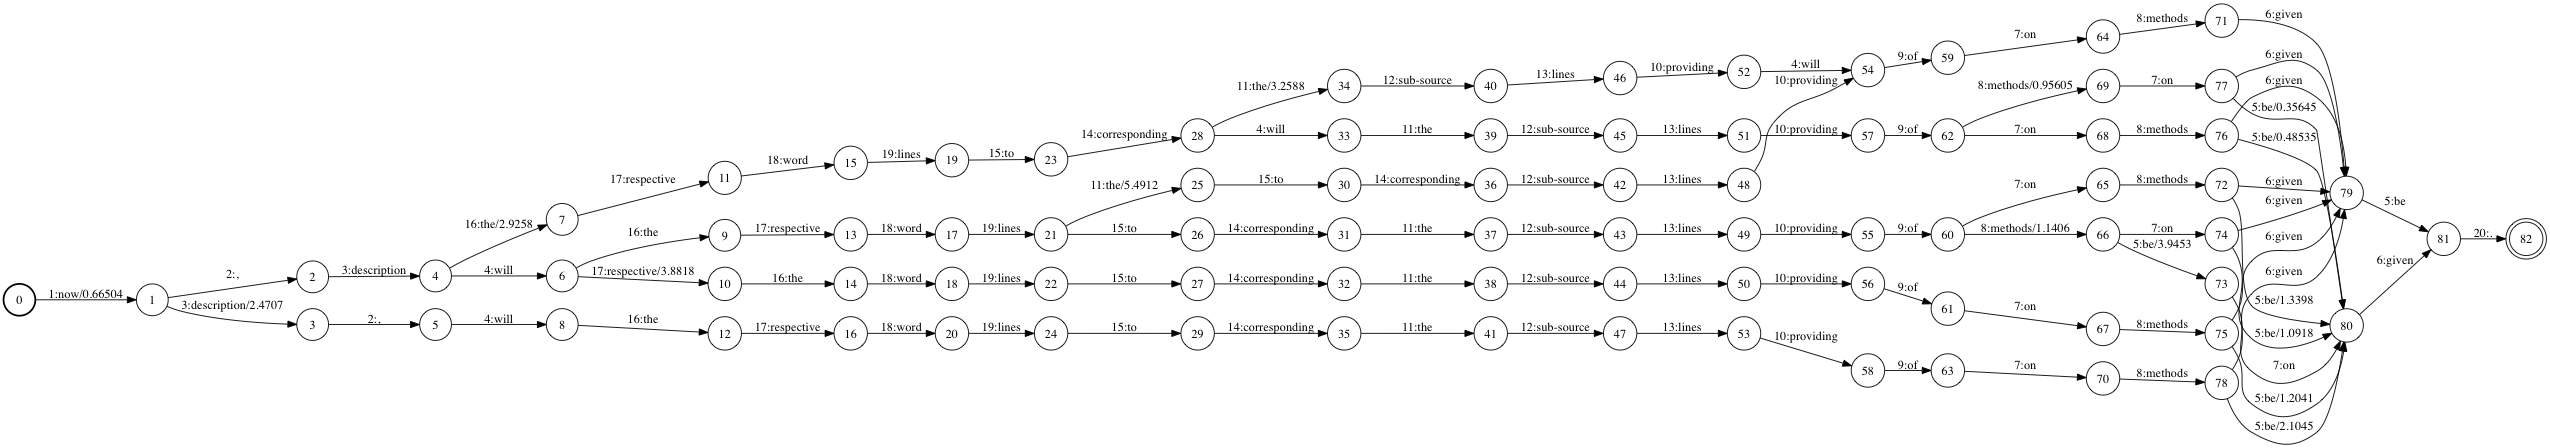 0 1:now/0.66504 1
2:, 2 3:description 4
3:description/2.4707 3 2:, 5 4:will 8
16:the/2.9258 7 17:respective 11 18:word 15 19:lines 19 15:to 23 14:corresponding 28
4:will 6
16:the 9 17:respective 13 18:word 17 19:lines 21
17:respective/3.8818 10 16:the 14 18:word 18 19:lines 22 15:to 27 14:corresponding 32 11:the 38 12:sub-source 44 13:lines 50 10:providing 56 9:of 61 7:on 67 8:methods 75
16:the 12 17:respective 16 18:word 20 19:lines 24 15:to 29 14:corresponding 35 11:the 41 12:sub-source 47 13:lines 53 10:providing 58 9:of 63 7:on 70 8:methods 78
11:the/3.2588 34 12:sub-source 40 13:lines 46 10:providing 52 4:will 54 9:of 59 7:on 64 8:methods 71 6:given
4:will 33 11:the 39 12:sub-source 45 13:lines 51 10:providing 57 9:of 62
8:methods/0.95605 69 7:on 77 6:given
7:on 68 8:methods 76 6:given
5:be/0.35645
5:be/0.48535
11:the/5.4912 25 15:to 30 14:corresponding 36 12:sub-source 42 13:lines 48 10:providing
15:to 26 14:corresponding 31 11:the 37 12:sub-source 43 13:lines 49 10:providing 55 9:of 60
7:on 65 8:methods 72 6:given
8:methods/1.1406 66 7:on 74 6:given
5:be/3.9453 73
6:given
6:given
5:be/1.3398
5:be/1.0918
7:on
5:be/1.2041
5:be/2.1045
79 5:be 81 20:. 82
80 6:given